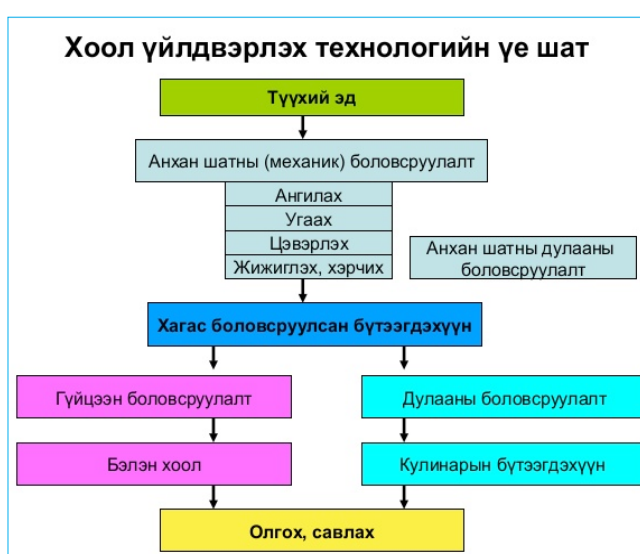 Хоол үйлдвэрлэх технологийн үе шат
Түүхий эд
Анхан шатны (механик) боловсруулалт
Ангилах
Угаах
Цэвэрлэх
Жижиглэх, хэрчих
Анхан шатны дулааны
боловсруулалт
Хагас боловсруулсан бүтээгдэхүүн
Гүйцээн боловсруулалт
Дулааны боловсруулалт
Бэлэн хоол
Кулинарын бүтээгдэхүүн
Олгох, савлах